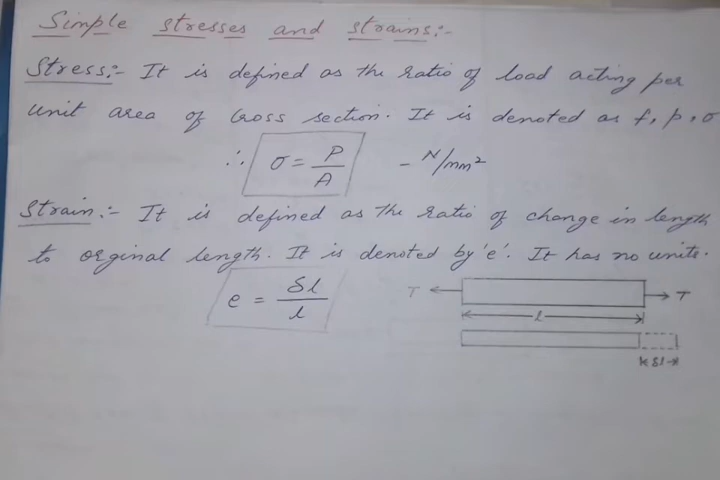 Simple stresses and strains:-
Stress:- It is defined as the ratio of load acting per
unit area of cross section. It is denoted as f, p, σ
∴ σ = P/A - N/mm²
Strain:- It is defined as the ratio of change in length
to orginal length. It is denoted by 'e'. It has no units.
e = δl/l
T T
l
δl